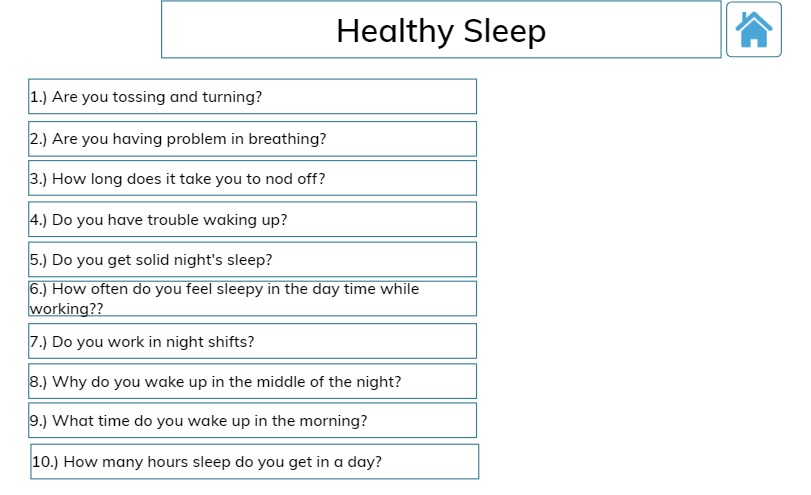 Healthy Sleep
1.) Are you tossing and turning?
2.) Are you having problem in breathing?
3.) How long does it take you to nod off?
4.) Do you have trouble waking up?
5.) Do you get solid night's sleep?
6.) How often do you feel sleepy in the day time while
working??
7.) Do you work in night shifts?
8.) Why do you wake up in the middle of the night?
9.) What time do you wake up in the morning?
10.) How many hours sleep do you get in a day?